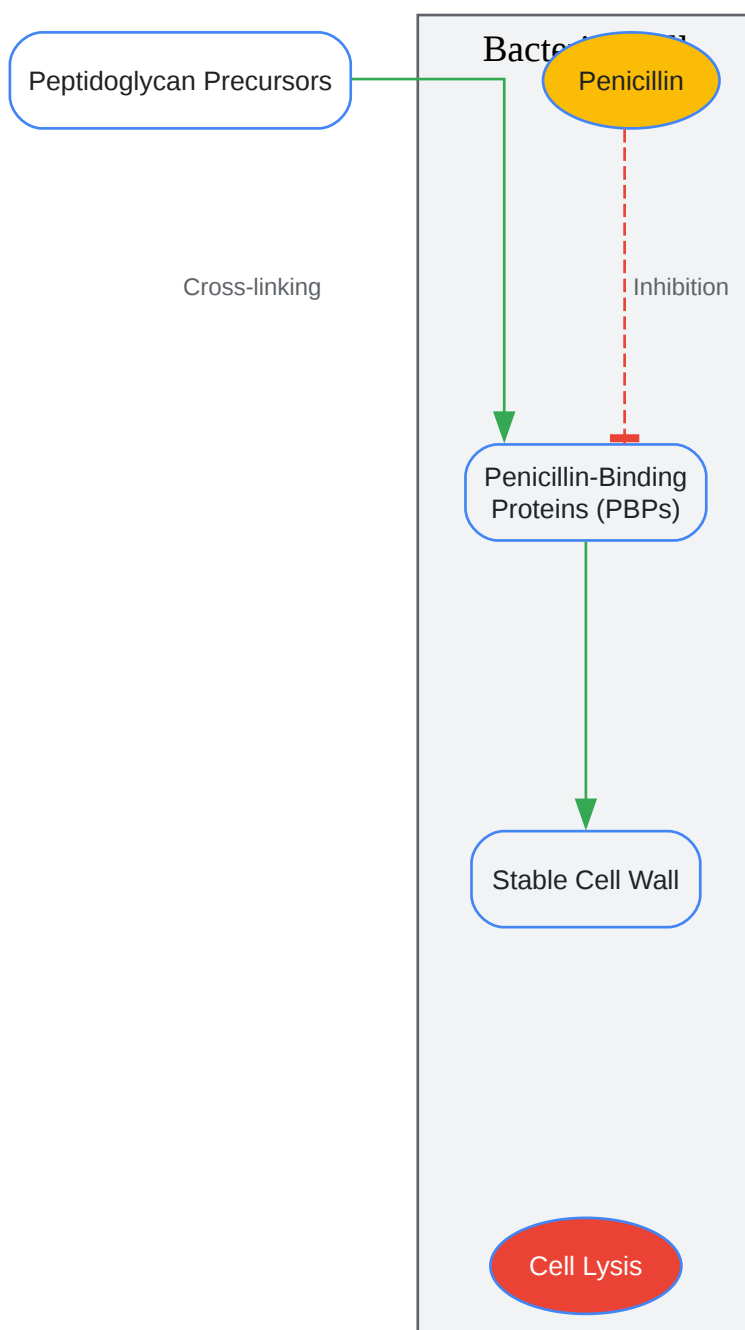 Peptidoglycan Precursors
Penicillin
Cross-linking
Inhibition
Penicillin-Binding
Proteins (PBPs)
Stable Cell Wall
Cell Lysis